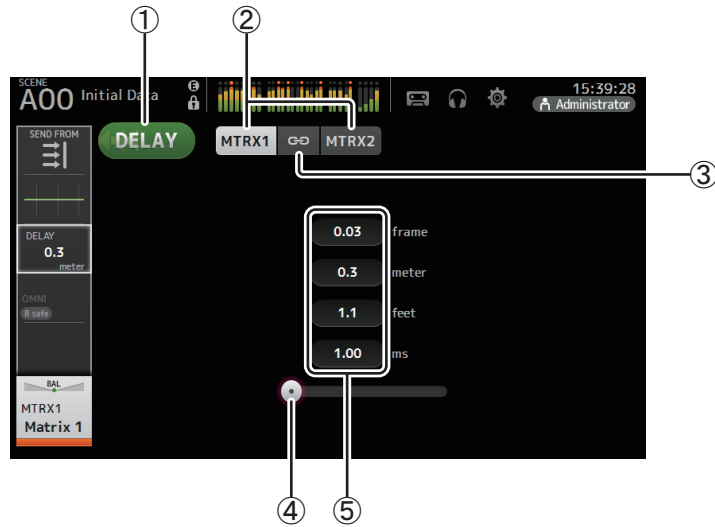 ① ②
SCENE
A00 Initial Data E 15:39:28
Administrator
SEND FROM
DELAY MTRX1 MTRX2
③
DELAY
0.3
meter
0.03 frame
0.3 meter
1.1 feet
1.00 ms
OMNI
R safe
BAL
MTRX1
Matrix 1
④ ⑤